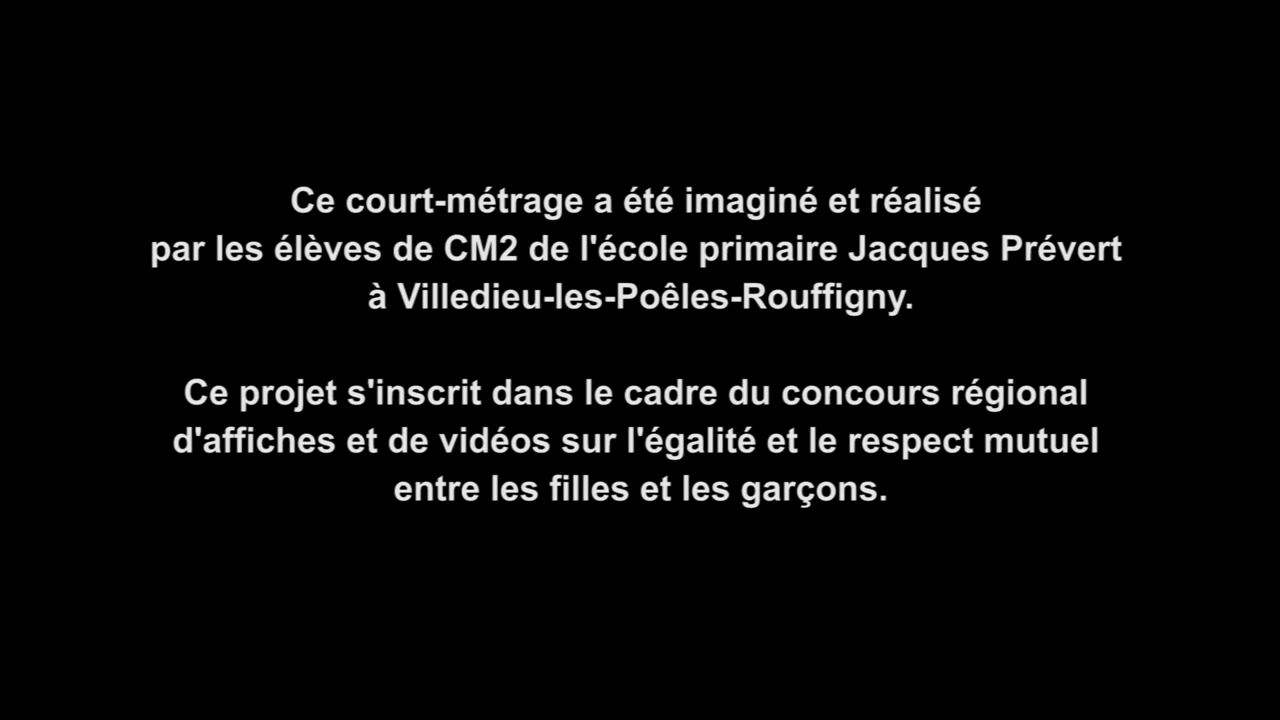 Ce court-métrage a été imaginé et réalisé
par les élèves de CM2 de l'école primaire Jacques Prévert
à Villedieu-les-Poêles-Rouffigny.
Ce projet s'inscrit dans le cadre du concours régional
d'affiches et de vidéos sur l'égalité et le respect mutuel
entre les filles et les garçons.